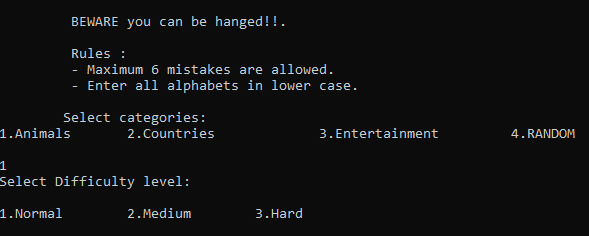 BEWARE you can be hanged!!.
Rules :
- Maximum 6 mistakes are allowed.
- Enter all alphabets in lower case.
Select categories:
1.Animals 2.Countries 3.Entertainment 4.RANDOM
1
Select Difficulty level:
1.Normal 2.Medium 3.Hard